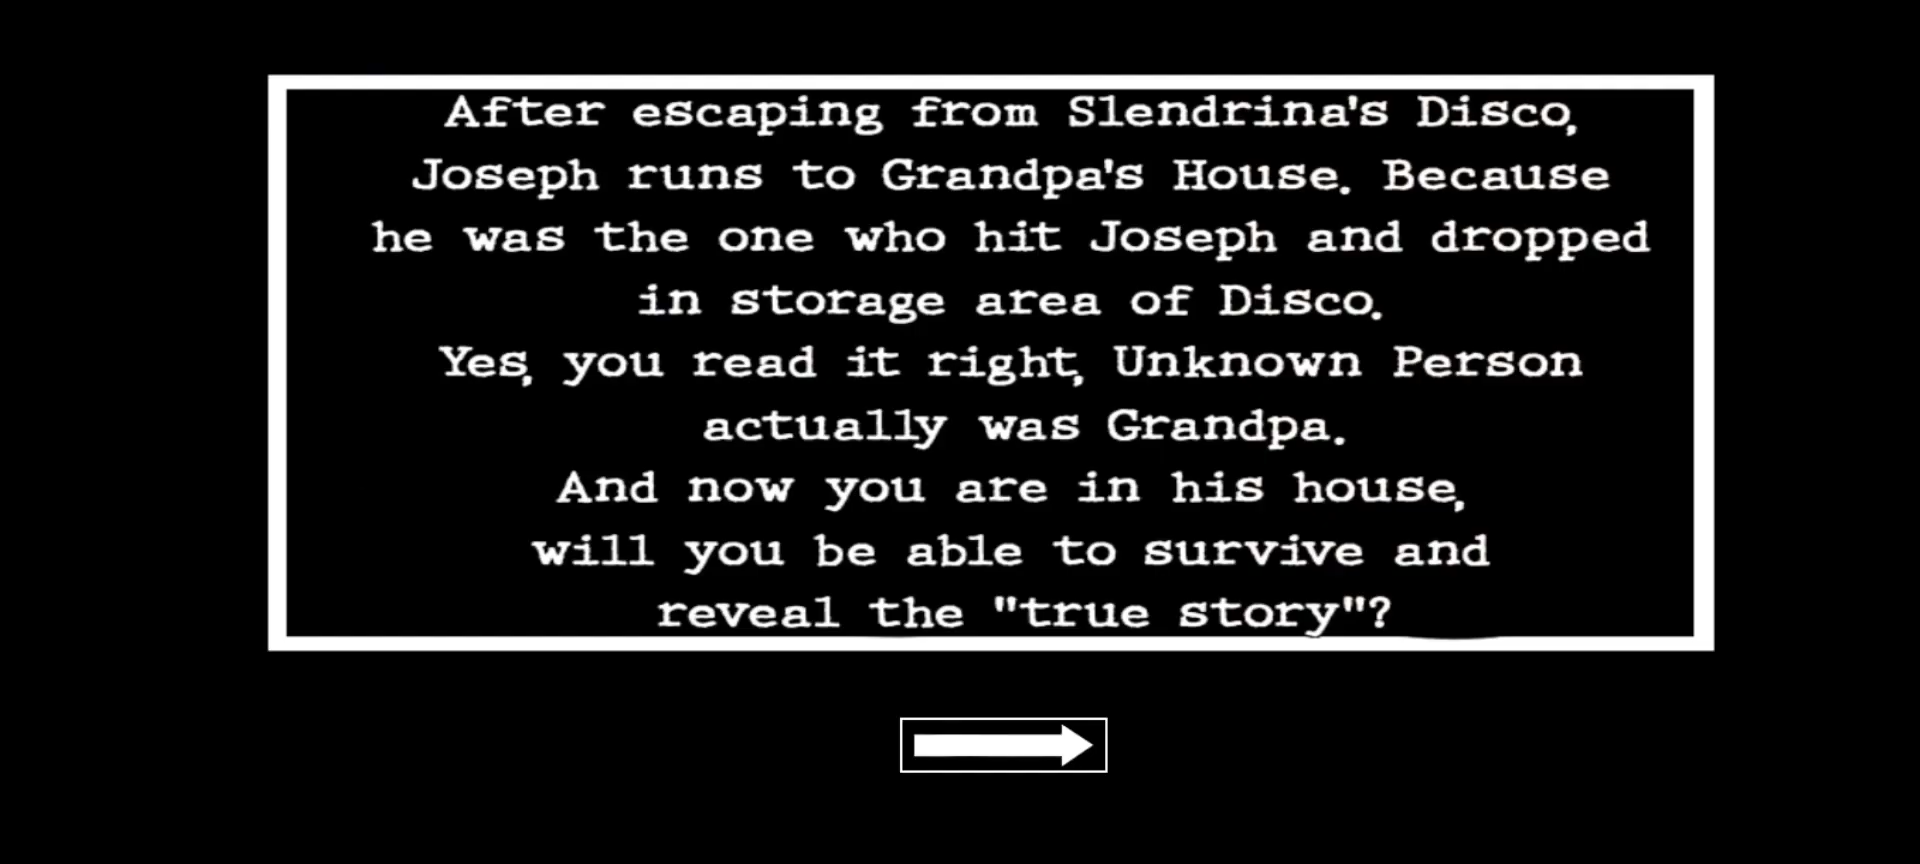 After escaping from Slendrina's Disco,
Joseph runs to Grandpa's House. Because
he was the one who hit Joseph and dropped
in storage area of Disco.
Yes, you read it right, Unknown Person
actually was Grandpa.
And now you are in his house,
will you be able to survive and
reveal the "true story"?